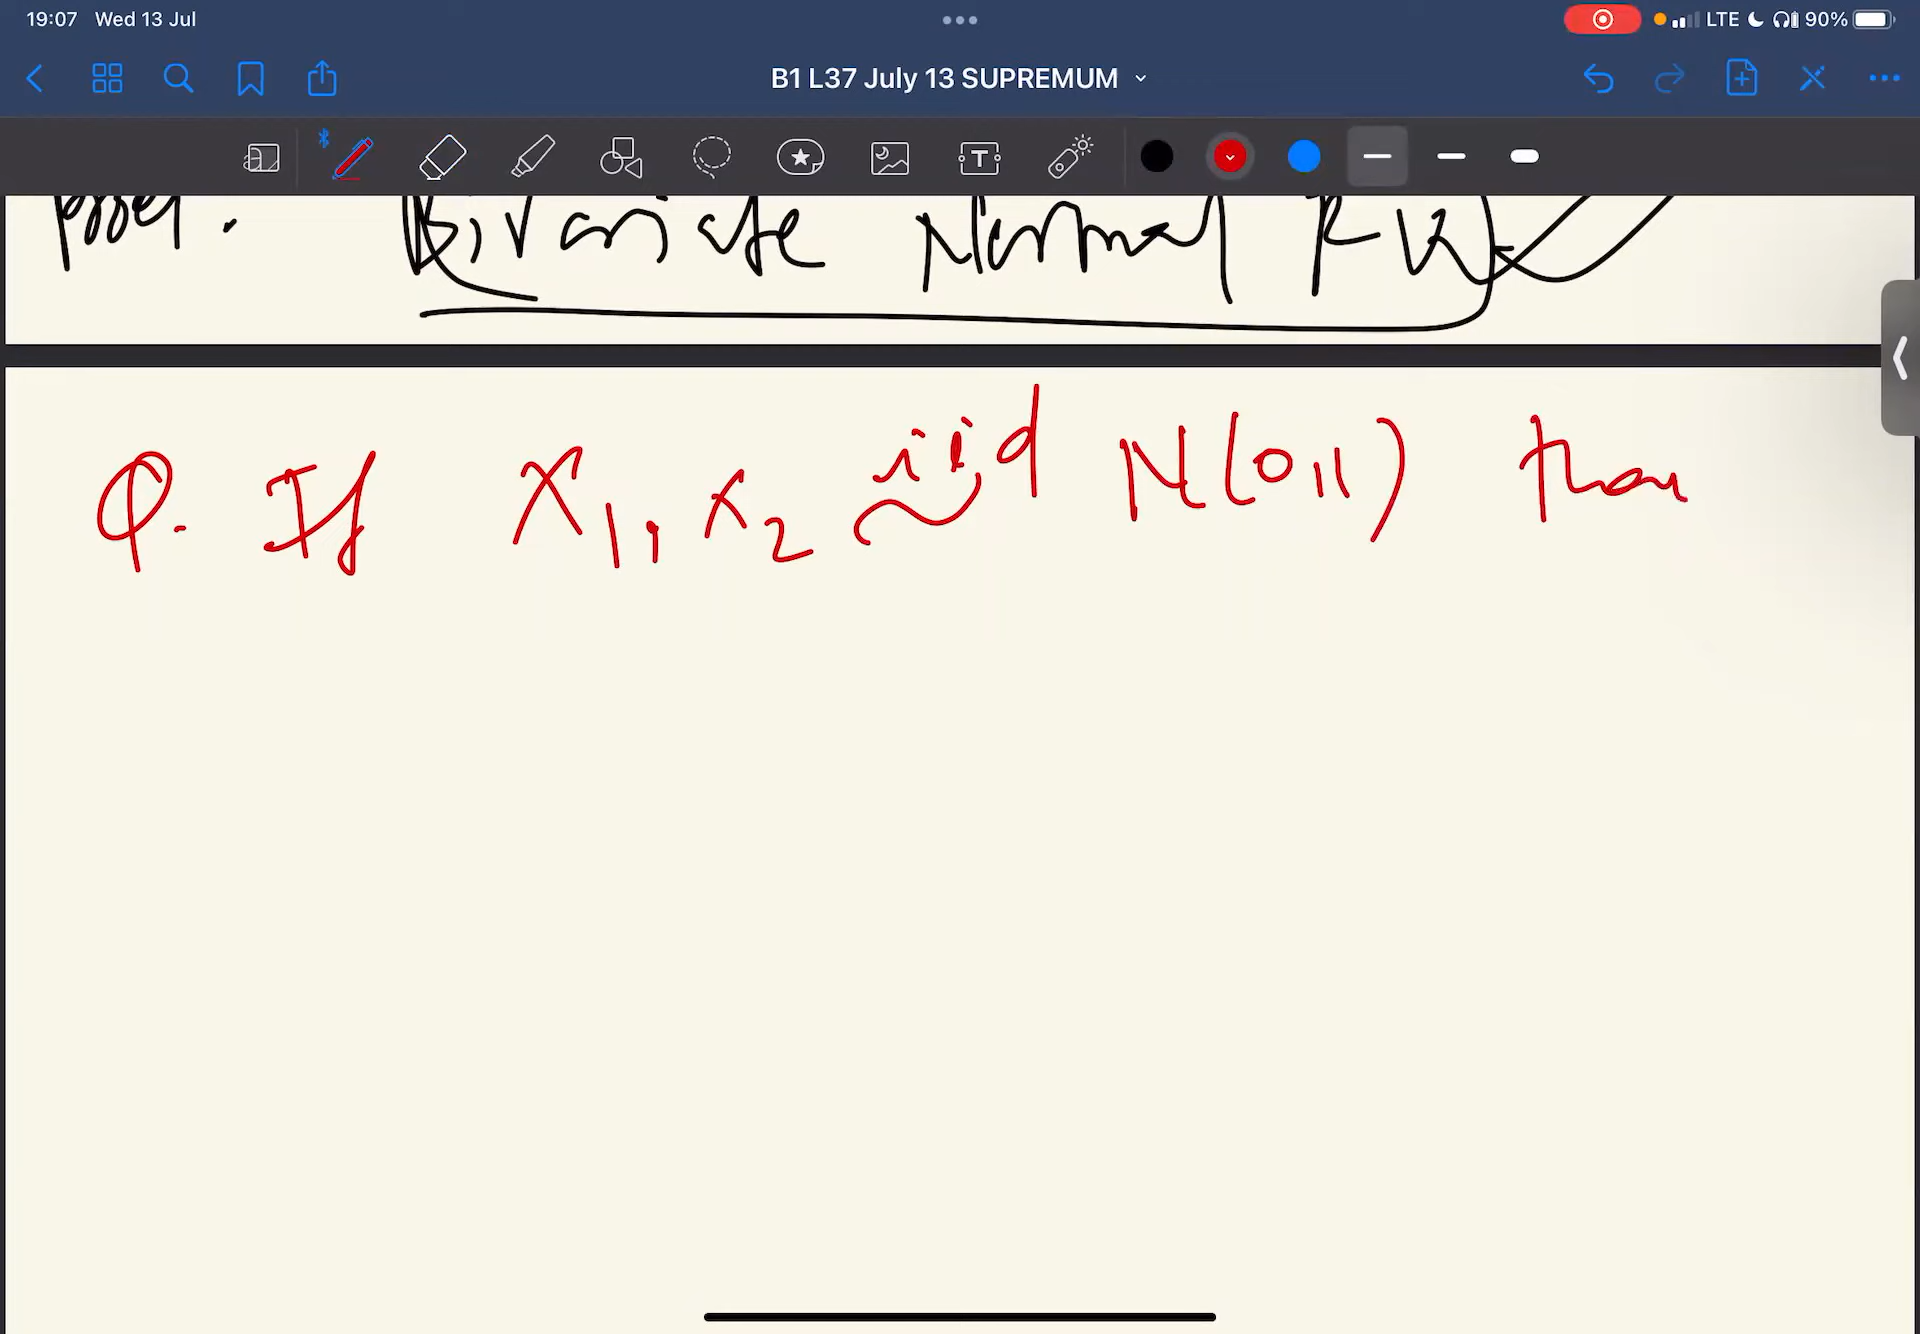 19:07 Wed 13 Jul
LTE 90%
B1 L37 July 13 SUPREMUM
Bivariate Normal RV
Q. If X1, X2 ~ iid N(0,1) then